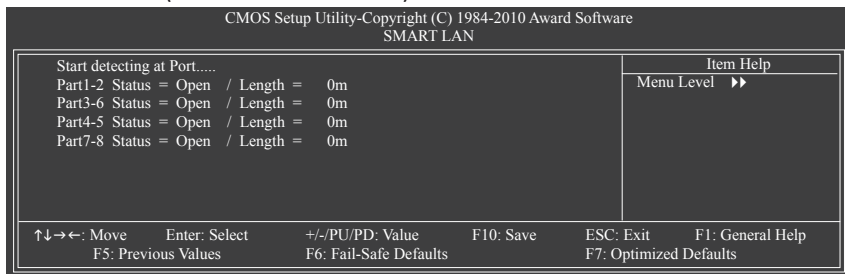 CMOS Setup Utility-Copyright (C) 1984-2010 Award Software
SMART LAN
Start detecting at Port.....
Part1-2 Status = Open / Length = 0m
Part3-6 Status = Open / Length = 0m
Part4-5 Status = Open / Length = 0m
Part7-8 Status = Open / Length = 0m
Item Help
Menu Level ▶▶
↑↓→←: Move Enter: Select +/-/PU/PD: Value F10: Save ESC: Exit F1: General Help
F5: Previous Values F6: Fail-Safe Defaults F7: Optimized Defaults